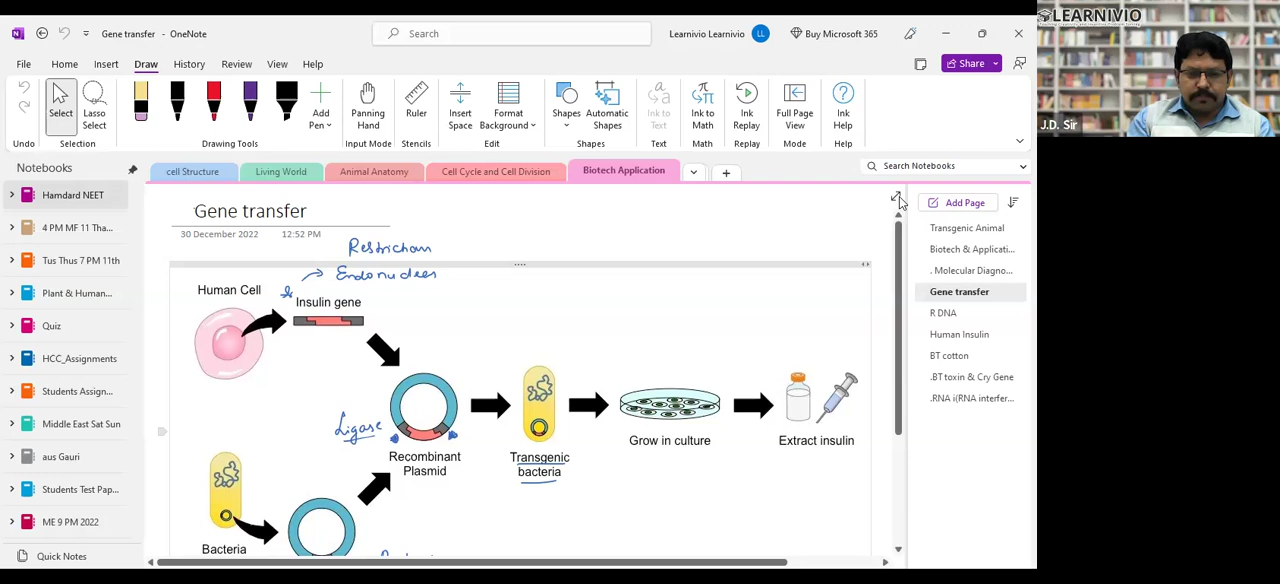 Gene transfer - OneNote
Search
Learnivio Learnivio
LL
Buy Microsoft 365
File
Home
Insert
Draw
History
Review
View
Help
Share
Select
Lasso Select
Add Pen
Panning Hand
Ruler
Insert Space
Format Background
Shapes
Automatic Shapes
Ink to Text
Ink to Math
Ink Replay
Full Page View
Ink Help
Undo
Selection
Drawing Tools
Input Mode
Stencils
Edit
Shapes
Text
Math
Replay
Mode
Help
LEARNIVIO
J.D. Sir
Notebooks
cell Structure
Living World
Animal Anatomy
Cell Cycle and Cell Division
Biotech Application
Search Notebooks
Hamdard NEET
4 PM MF 11 Tha...
Tus Thus 7 PM 11th
Plant & Human...
Quiz
HCC_Assignments
Students Assign...
Middle East Sat Sun
aus Gauri
Students Test Pap...
ME 9 PM 2022
Quick Notes
Gene transfer
30 December 2022 12:52 PM
Human Cell
Insulin gene
Ligase
Recombinant
Plasmid
Transgenic
bacteria
Grow in culture
Extract insulin
Bacteria
Add Page
Transgenic Animal
Biotech & Applicati...
. Molecular Diagno...
Gene transfer
R DNA
Human Insulin
BT cotton
.BT toxin & Cry Gene
.RNA i(RNA interfer...